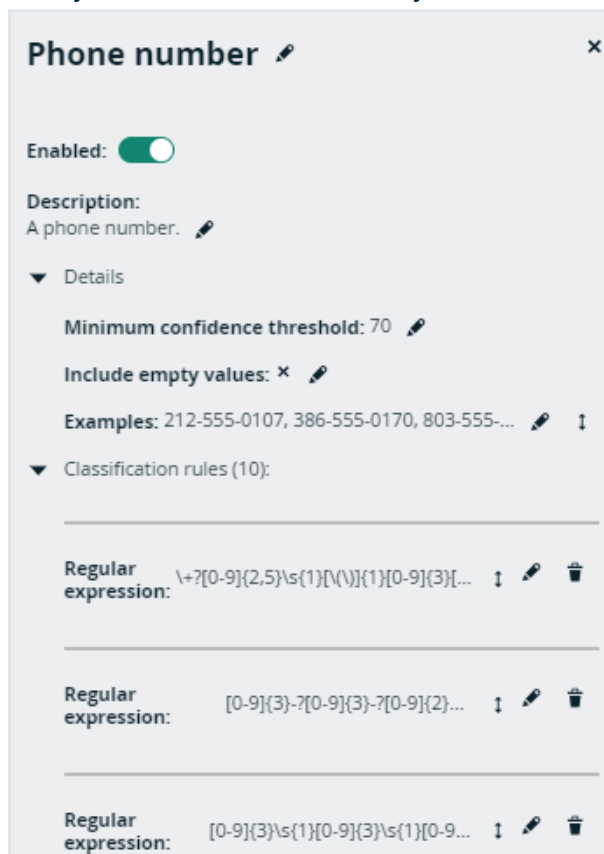 Phone number
Enabled:
Description:
A phone number.
Details
Minimum confidence threshold: 70
Include empty values: ×
Examples: 212-555-0107, 386-555-0170, 803-555-...
Classification rules (10):
Regular expression: \+?[0-9]{2,5}\s{1}[\(\)]{1}[0-9]{3}[...
Regular expression: [0-9]{3}-?[0-9]{3}-?[0-9]{2}...
Regular expression: [0-9]{3}\s{1}[0-9]{3}\s{1}[0-9...